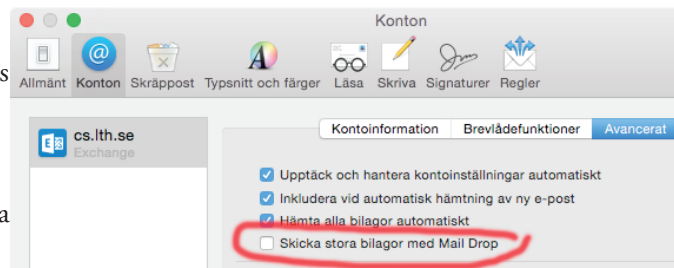 Konton
s
Allmänt Konton Skräppost Typsnitt och färger Läsa Skriva Signaturer Regler
cs.lth.se
Exchange
Kontoinformation Brevlådefunktioner Avancerat
Upptäck och hantera kontoinställningar automatiskt
Inkludera vid automatisk hämtning av ny e-post
Hämta alla bilagor automatiskt
a
Skicka stora bilagor med Mail Drop